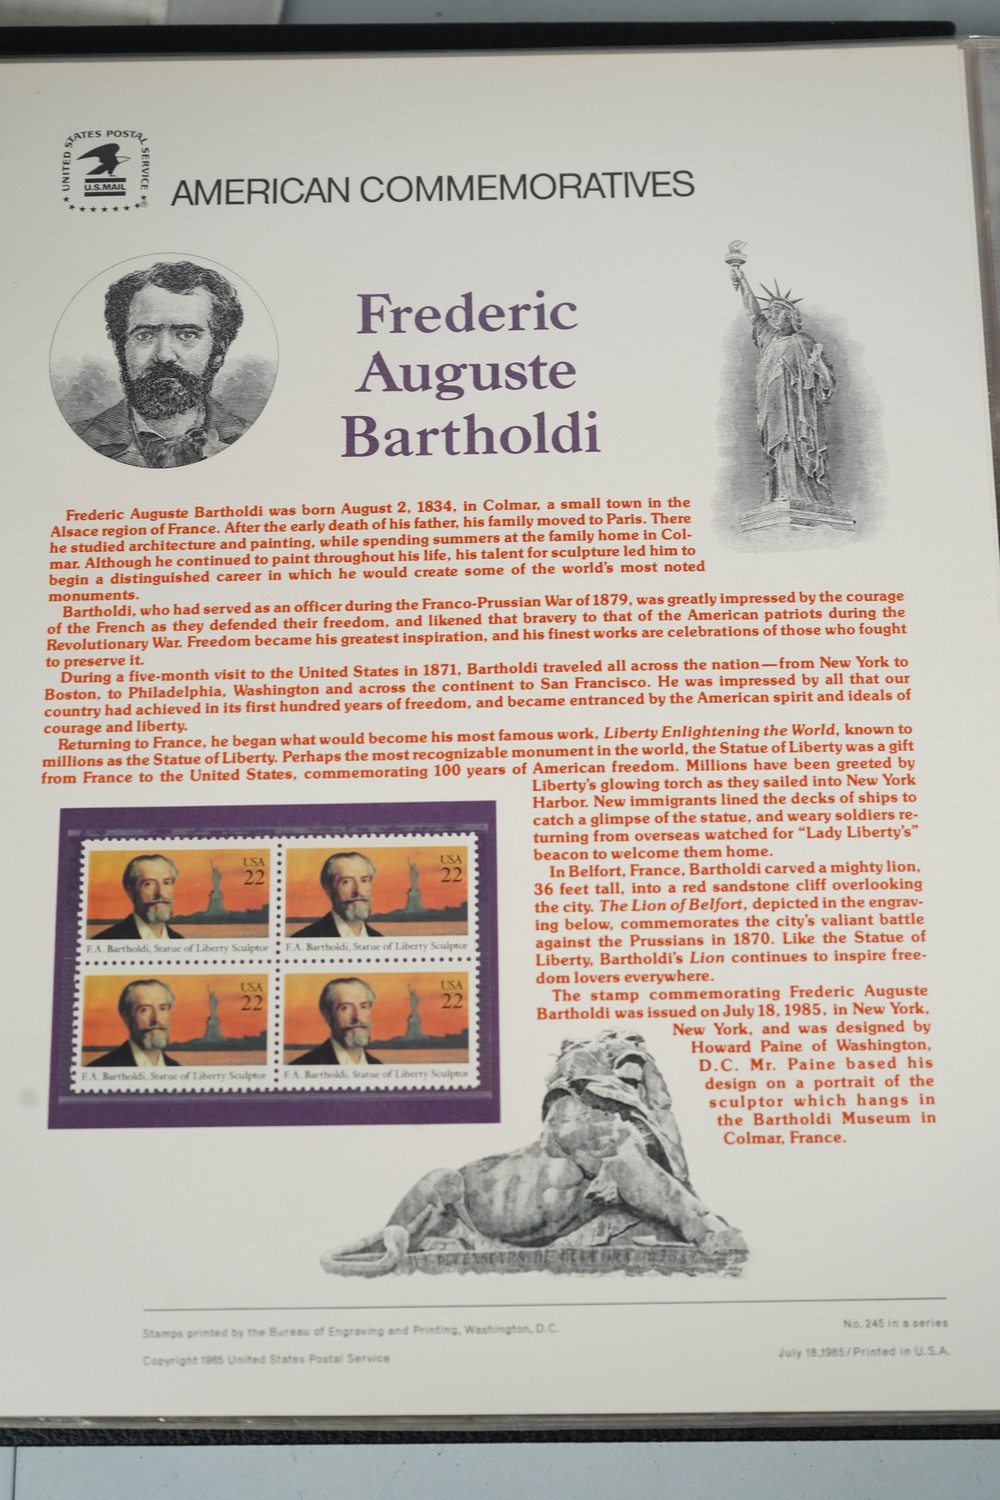 UNITED STATES POSTAL SERVICE
U.S.MAIL
AMERICAN COMMEMORATIVES
Frederic
Auguste
Bartholdi
Frederic Auguste Bartholdi was born August 2, 1834, in Colmar, a small town in the
Alsace region of France. After the early death of his father, his family moved to Paris. There
he studied architecture and painting, while spending summers at the family home in Col-
mar. Although he continued to paint throughout his life, his talent for sculpture led him to
begin a distinguished career in which he would create some of the world's most noted
monuments.
Bartholdi, who had served as an officer during the Franco-Prussian War of 1879, was greatly impressed by the courage
of the French as they defended their freedom, and likened that bravery to that of the American patriots during the
Revolutionary War. Freedom became his greatest inspiration, and his finest works are celebrations of those who fought
to preserve it.
During a five-month visit to the United States in 1871, Bartholdi traveled all across the nation—from New York to
Boston, to Philadelphia, Washington and across the continent to San Francisco. He was impressed by all that our
country had achieved in its first hundred years of freedom, and became entranced by the American spirit and ideals of
courage and liberty.
Returning to France, he began what would become his most famous work, Liberty Enlightening the World, known to
millions as the Statue of Liberty. Perhaps the most recognizable monument in the world, the Statue of Liberty was a gift
from France to the United States, commemorating 100 years of American freedom. Millions have been greeted by
Liberty's glowing torch as they sailed into New York
Harbor. New immigrants lined the decks of ships to
catch a glimpse of the statue, and weary soldiers re-
turning from overseas watched for "Lady Liberty's"
beacon to welcome them home.
In Belfort, France, Bartholdi carved a mighty lion,
36 feet tall, into a red sandstone cliff overlooking
the city. The Lion of Belfort, depicted in the engrav-
ing below, commemorates the city's valiant battle
against the Prussians in 1870. Like the Statue of
Liberty, Bartholdi's Lion continues to inspire free-
dom lovers everywhere.
The stamp commemorating Frederic Auguste
Bartholdi was issued on July 18, 1985, in New York,
New York, and was designed by
Howard Paine of Washington,
D.C. Mr. Paine based his
design on a portrait of the
sculptor which hangs in
the Bartholdi Museum in
Colmar, France.
USA
22
F.A. Bartholdi, Statue of Liberty Sculptor
USA
22
F.A. Bartholdi, Statue of Liberty Sculptor
USA
22
F.A. Bartholdi, Statue of Liberty Sculptor
USA
22
F.A. Bartholdi, Statue of Liberty Sculptor
Stamps printed by the Bureau of Engraving and Printing, Washington, D.C.
Copyright 1985 United States Postal Service
No. 245 in a series
July 18,1985/Printed in U.S.A.